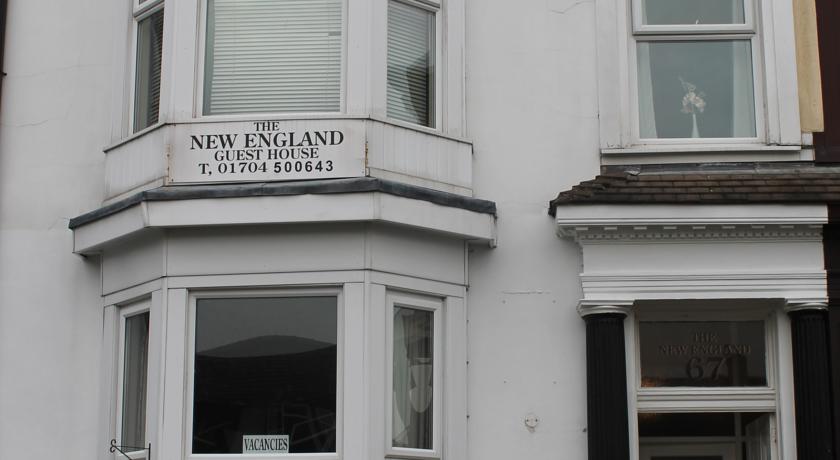 THE
NEW ENGLAND
GUEST HOUSE
T, 01704 500643
THE
NEW ENGLAND
67
VACANCIES